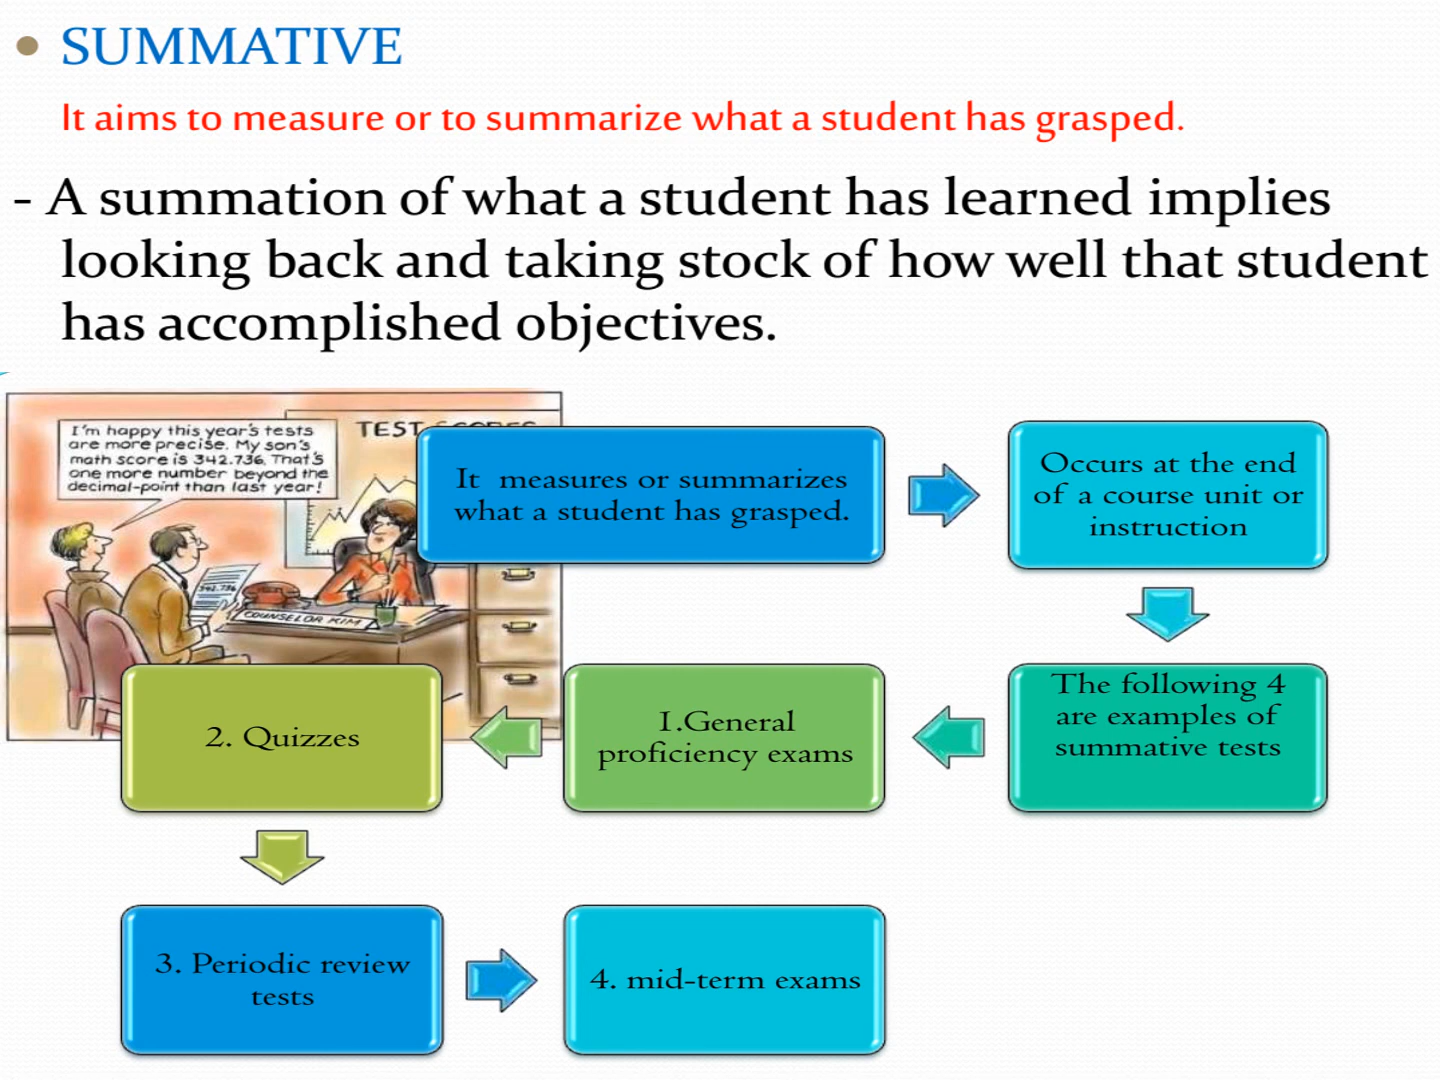 SUMMATIVE
It aims to measure or to summarize what a student has grasped.
- A summation of what a student has learned implies
looking back and taking stock of how well that student
has accomplished objectives.
I'm happy this year's tests
are more precise. My son's
math score is 342.736. That's
one more number beyond the
decimal-point than last year!
TEST SCORES
342.736
COUNSELOR KIM
It measures or summarizes
what a student has grasped.
Occurs at the end
of a course unit or
instruction
The following 4
are examples of
summative tests
1.General
proficiency exams
2. Quizzes
3. Periodic review
tests
4. mid-term exams